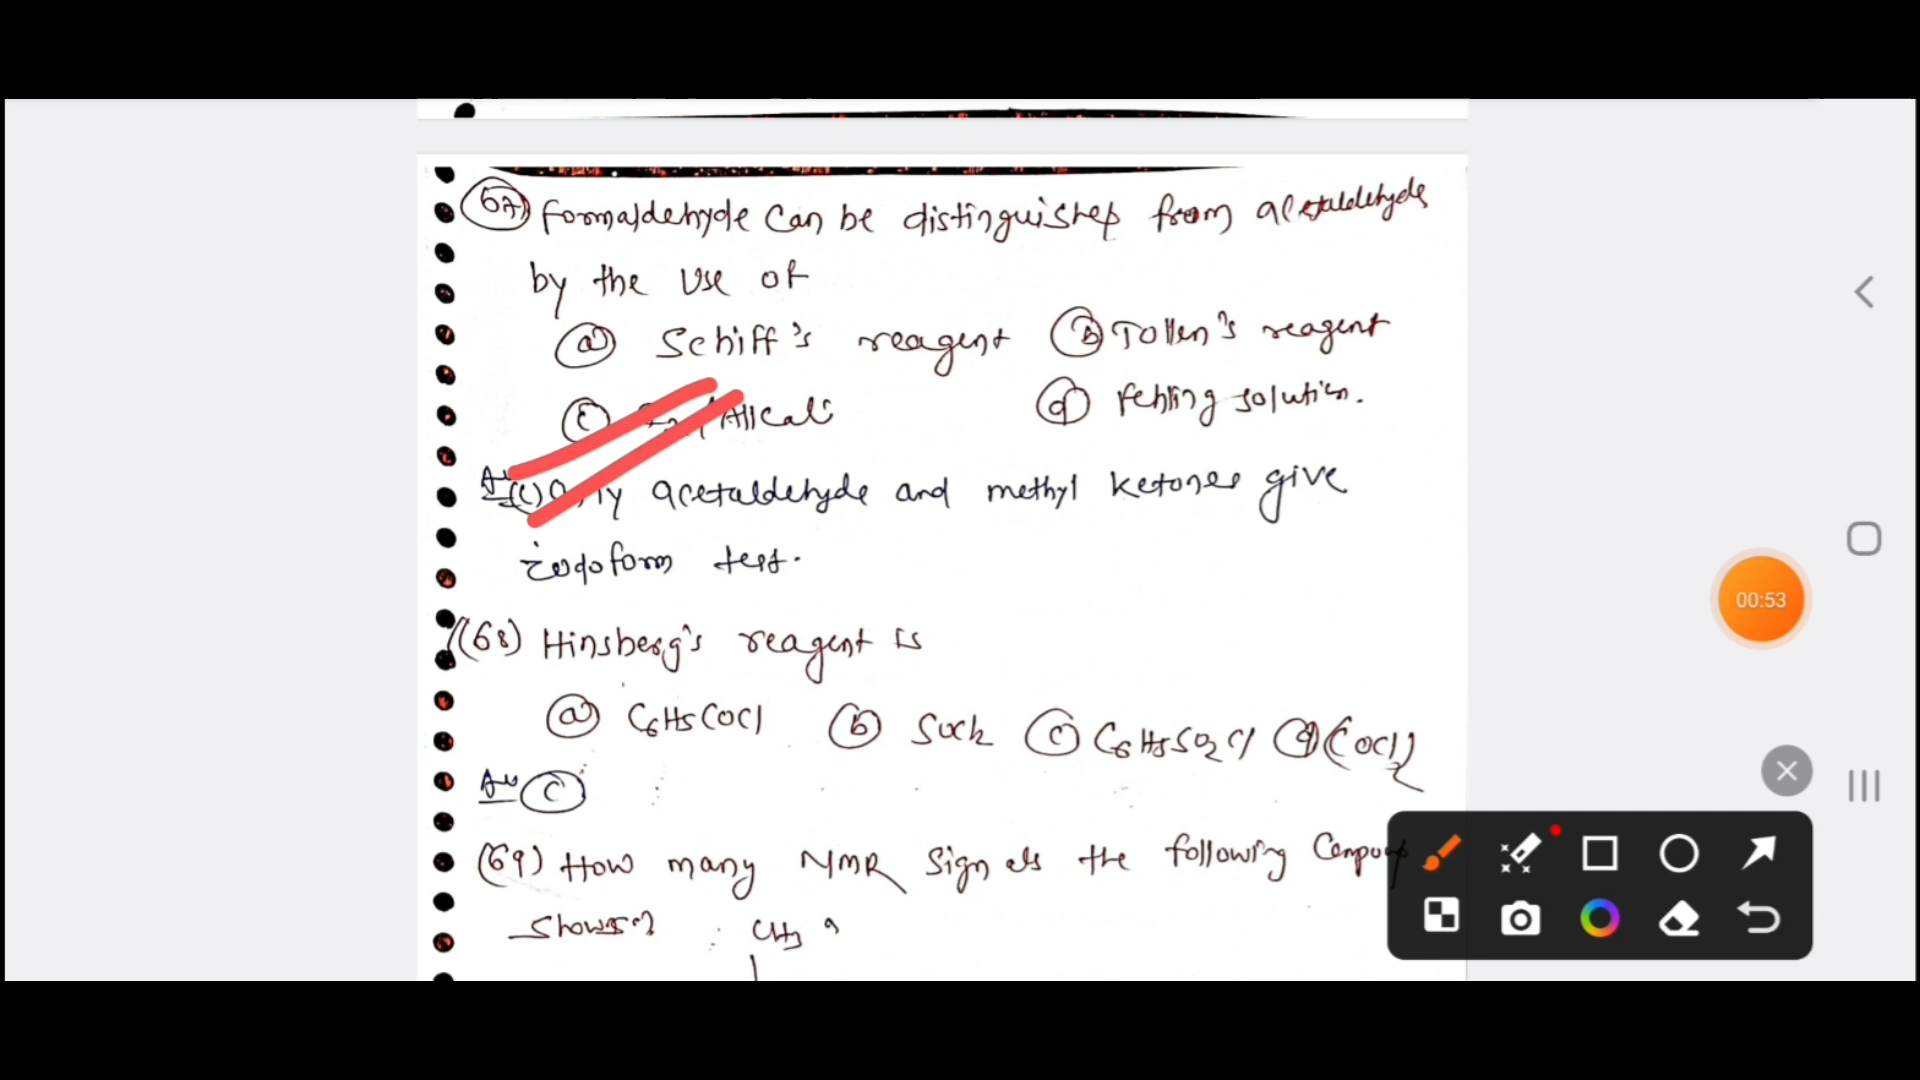 67) Formaldehyde can be distinguished from acetaldehyde
by the use of
(a) Schiff's reagent (b) Tollen's reagent
(c) Alkali (d) Fehling solution.
Ans (c) Only acetaldehyde and methyl ketones give
iodoform test.
(68) Hinsberg's reagent is
(a) C6H5COCl (b) (c) C6H5SO2Cl (d) (COCl)2
Ans (c)
(69) How many NMR signals the following
shows?
CH3
00:53